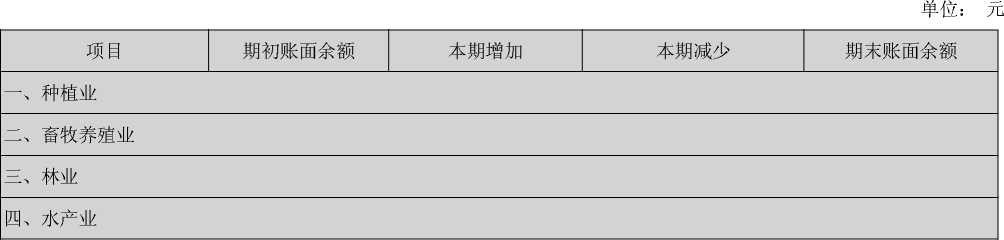 单位： 元
项目 期初账面余额 本期增加 本期减少 期末账面余额
一、种植业
二、畜牧养殖业
三、林业
四、水产业